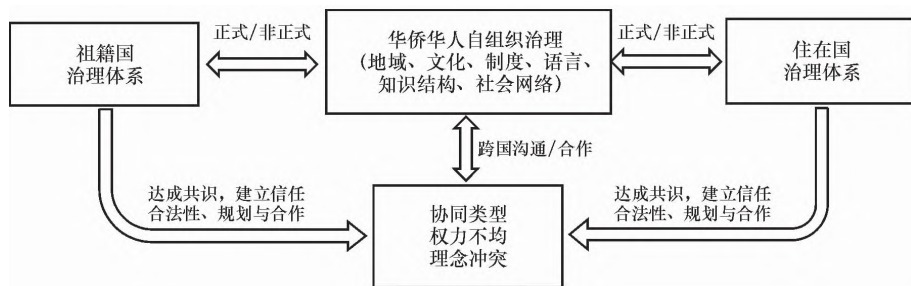 祖籍国
治理体系
正式/非正式
华侨华人自组织治理
(地域、文化、制度、语言、
知识结构、社会网络)
正式/非正式
住在国
治理体系
跨国沟通/合作
达成共识，建立信任
合法性、规划与合作
协同类型
权力不均
理念冲突
达成共识，建立信任
合法性、规划与合作